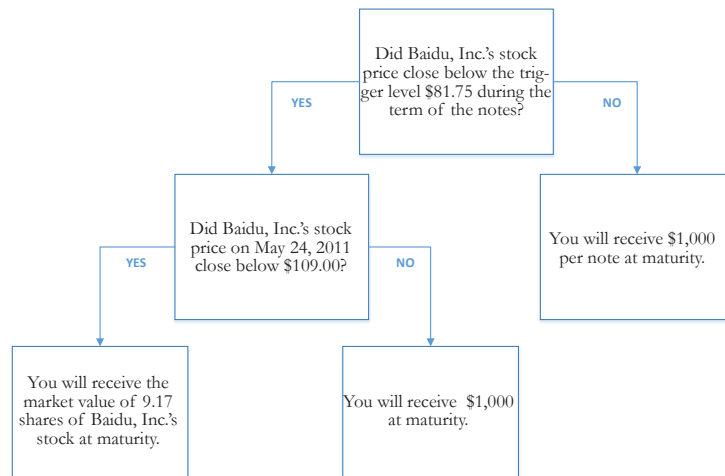 Did Baidu, Inc.'s stock
price close below the trig-
ger level $81.75 during the
term of the notes?
YES
NO
Did Baidu, Inc.'s stock
price on May 24, 2011
close below $109.00?
You will receive $1,000
per note at maturity.
YES
NO
You will receive the
market value of 9.17
shares of Baidu, Inc.'s
stock at maturity.
You will receive $1,000
at maturity.